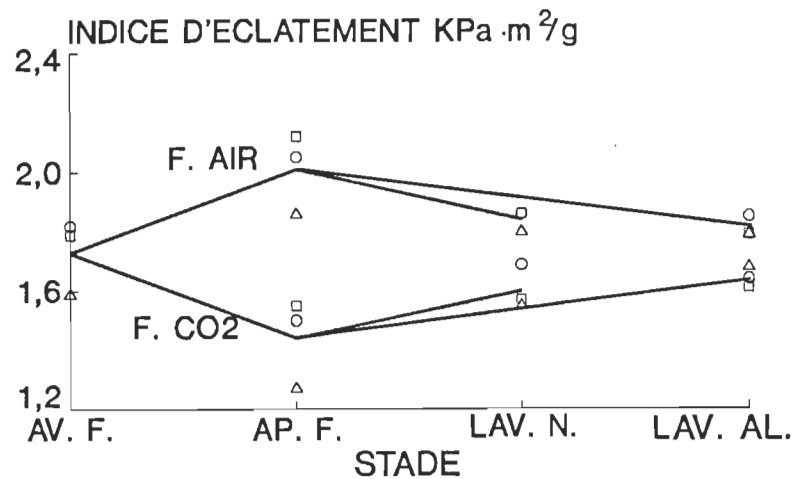 INDICE D'ECLATEMENT KPa·m²/g
2,4
2,0
1,6
1,2
F. AIR
F. CO2
AV. F.
AP. F.
LAV. N.
LAV. AL.
STADE